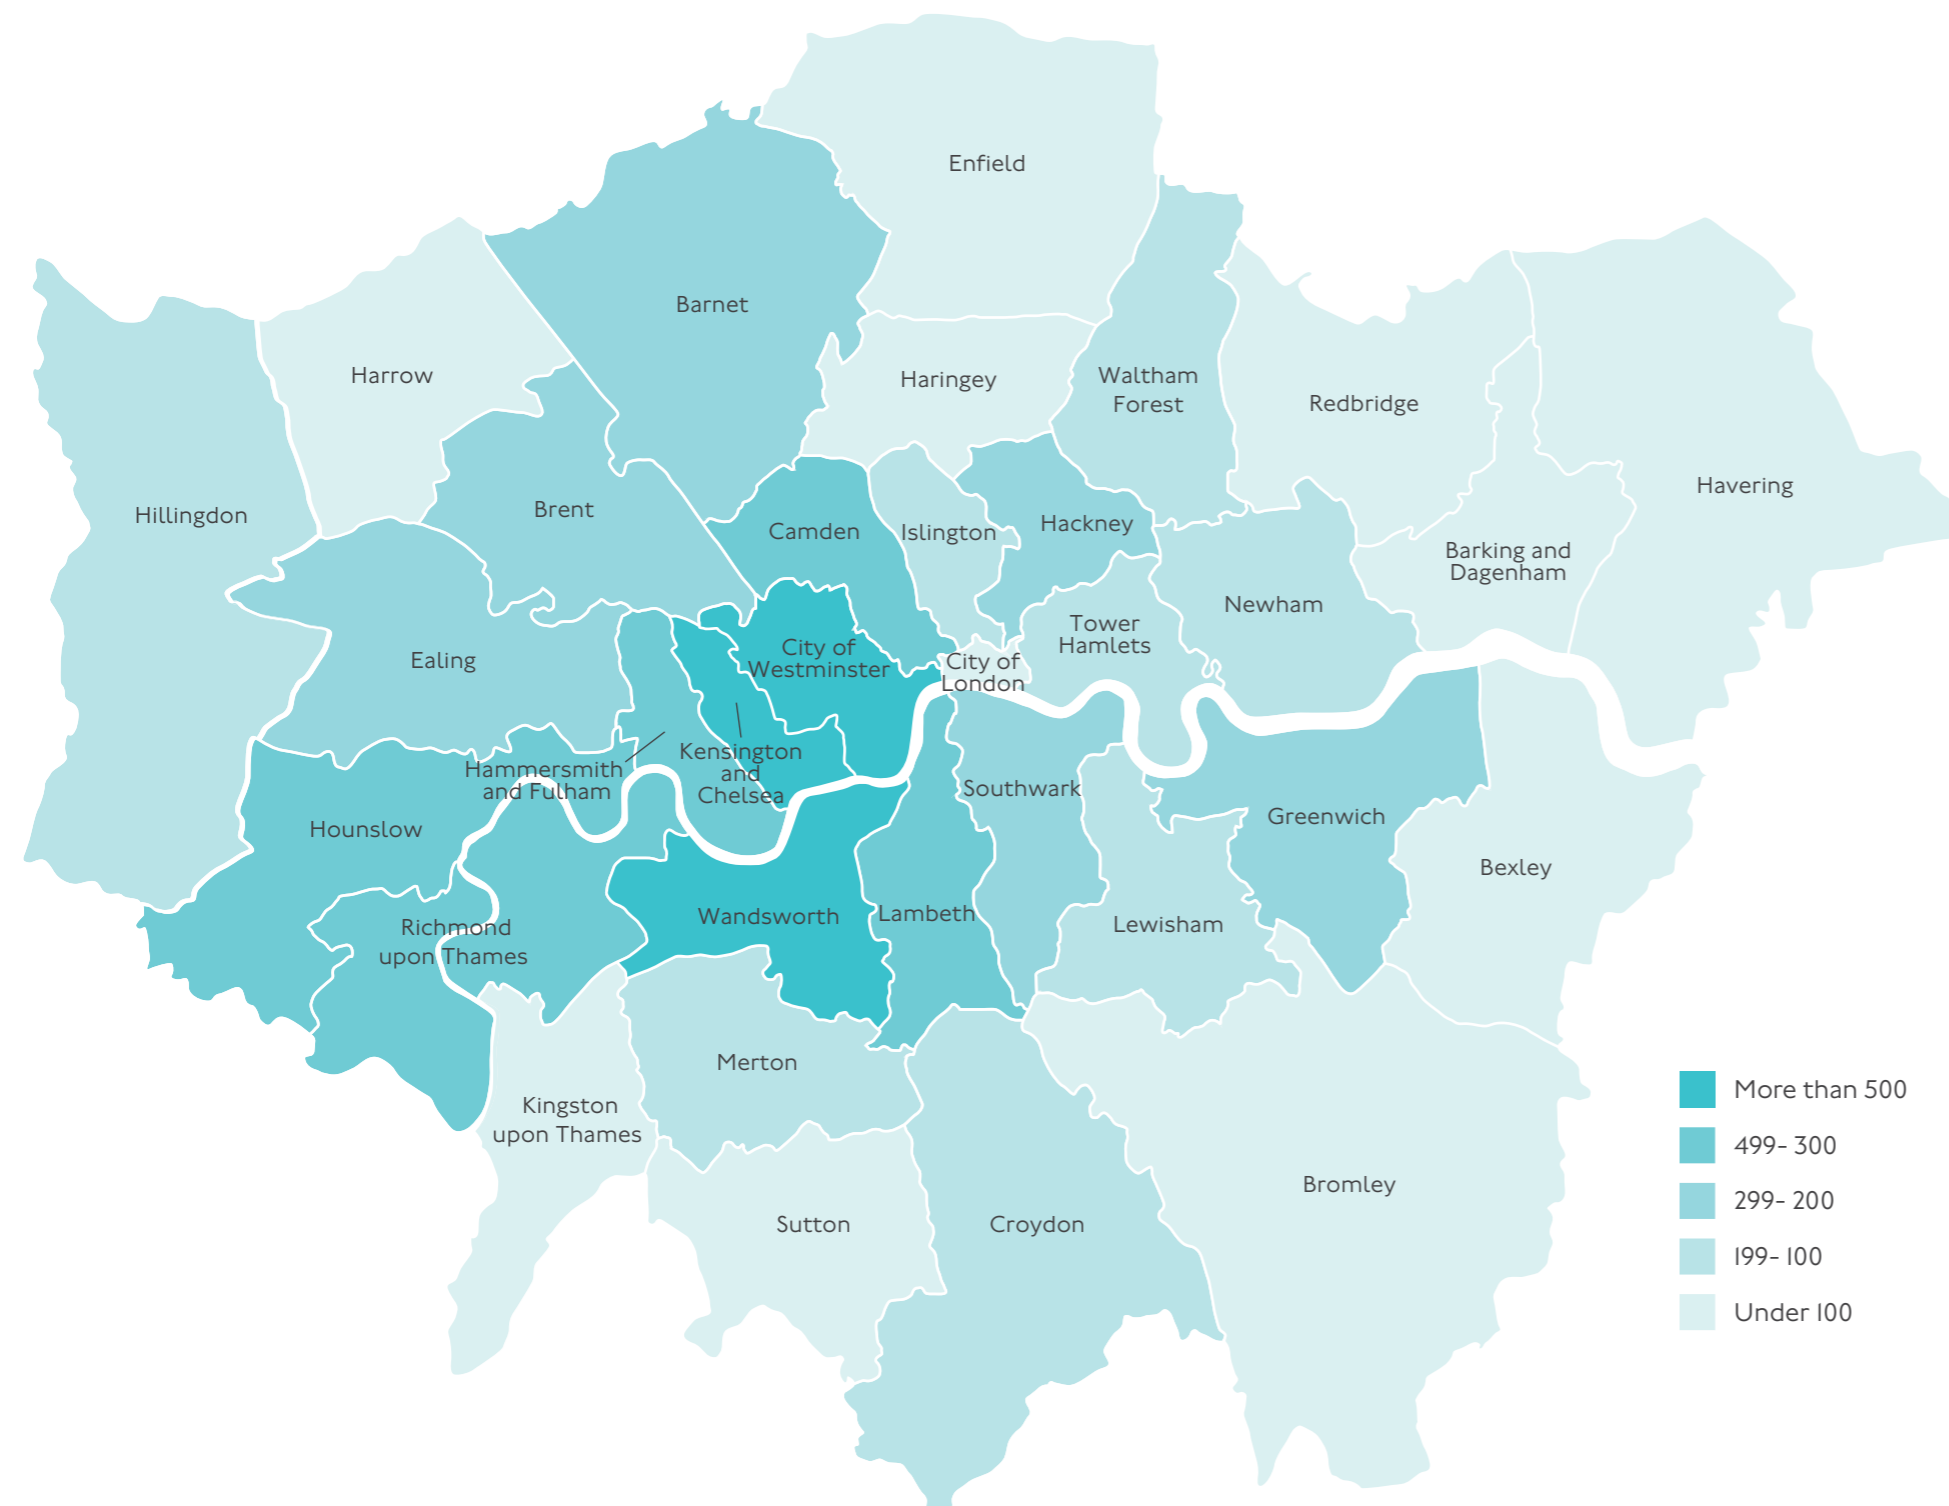 Enfield
Barnet
Harrow
Haringey
Waltham
Forest
Redbridge
Havering
Hillingdon
Brent
Camden
Islington
Hackney
Barking and
Dagenham
Newham
Tower
Hamlets
City of
Westminster
City of
London
Ealing
Hammersmith
and Fulham
Kensington
and
Chelsea
Southwark
Greenwich
Hounslow
Bexley
Richmond
upon Thames
Wandsworth
Lambeth
Lewisham
Merton
Kingston
upon Thames
Sutton
Croydon
Bromley
More than 500
499- 300
299- 200
199- 100
Under 100